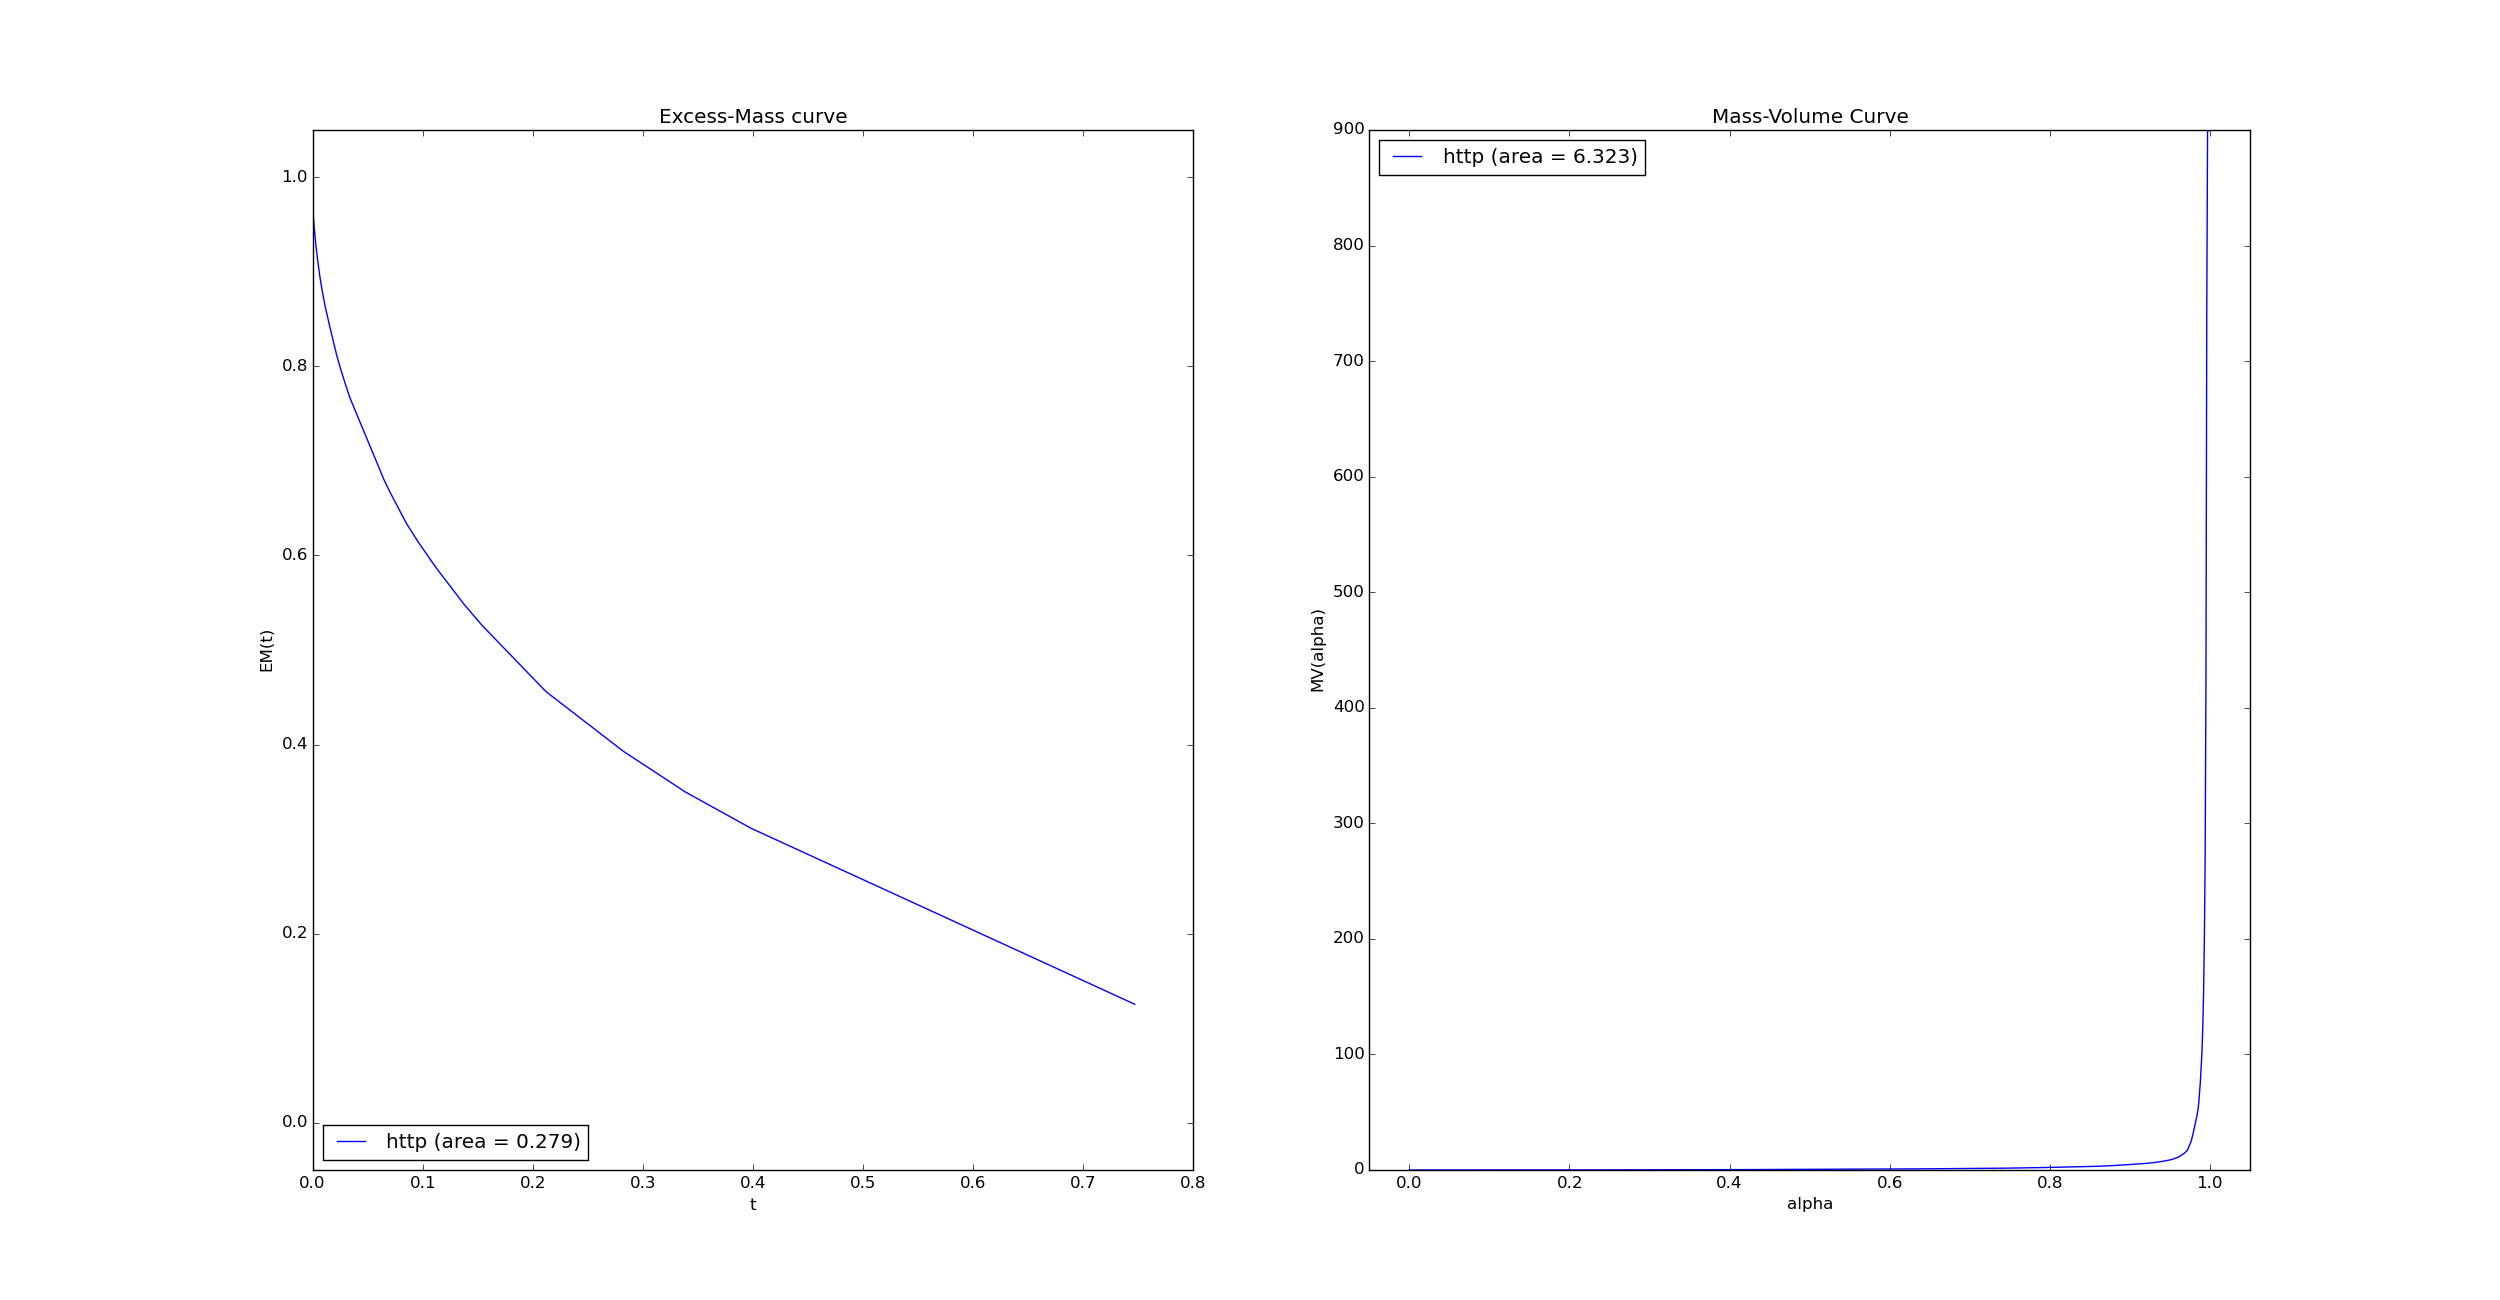 Excess-Mass curve
1.0
0.8
0.6
0.4
0.2
0.0
EM(t)
http (area = 0.279)
0.0 0.1 0.2 0.3 0.4 0.5 0.6 0.7 0.8
t
Mass-Volume Curve
900
800
700
600
500
400
300
200
100
0
MV(alpha)
http (area = 6.323)
0.0 0.2 0.4 0.6 0.8 1.0
alpha